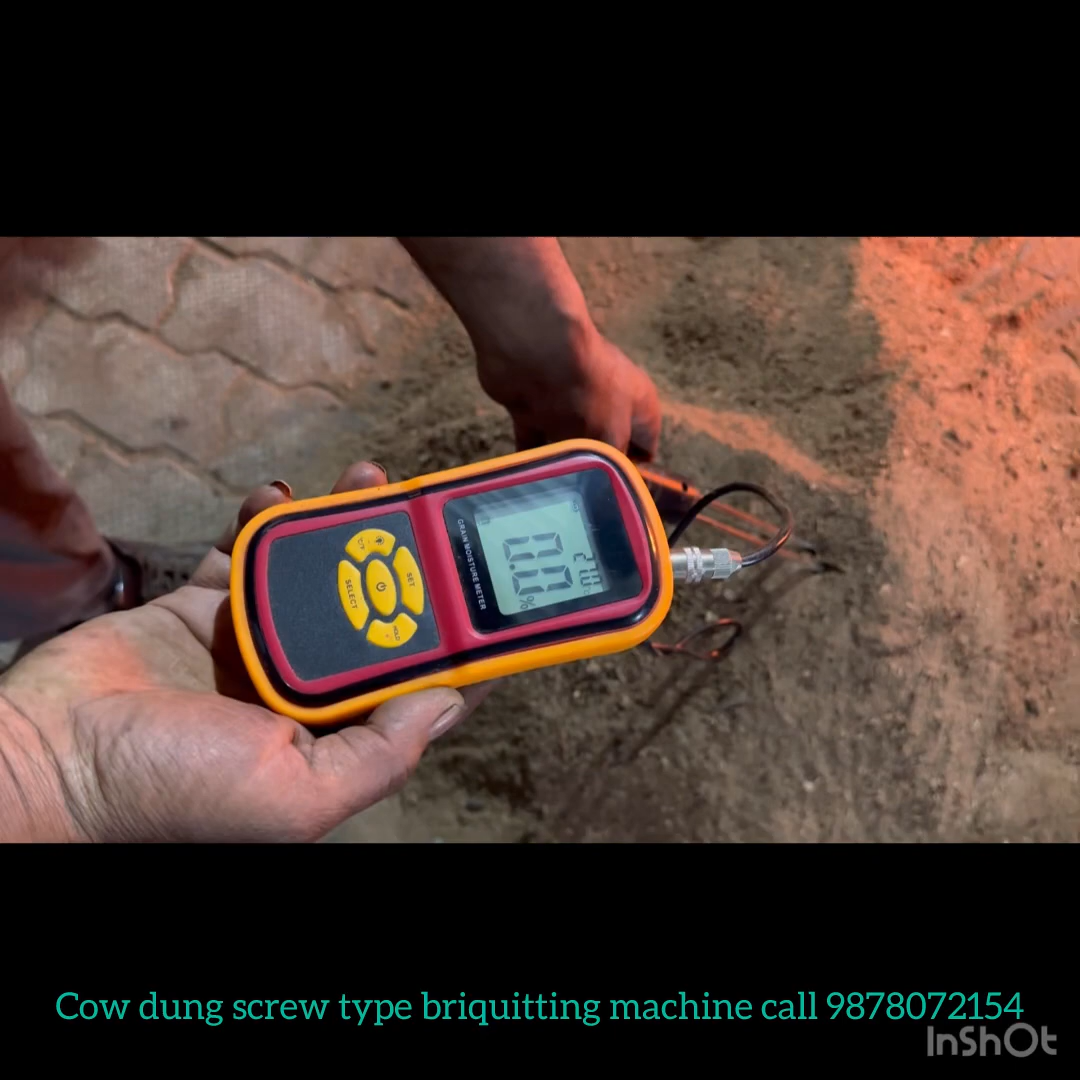 GRAIN MOISTURE METER
SET
SELECT
HOLD
°C/°F
%
Cow dung screw type briquitting machine call 9878072154
InShOt